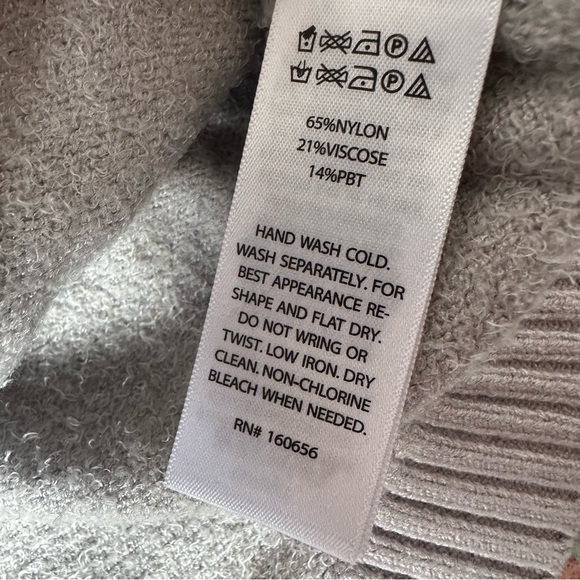 65%NYLON
21%VISCOSE
14%PBT
HAND WASH COLD.
WASH SEPARATELY. FOR
BEST APPEARANCE RE-
SHAPE AND FLAT DRY.
DO NOT WRING OR
TWIST. LOW IRON. DRY
CLEAN. NON-CHLORINE
BLEACH WHEN NEEDED.
RN# 160656